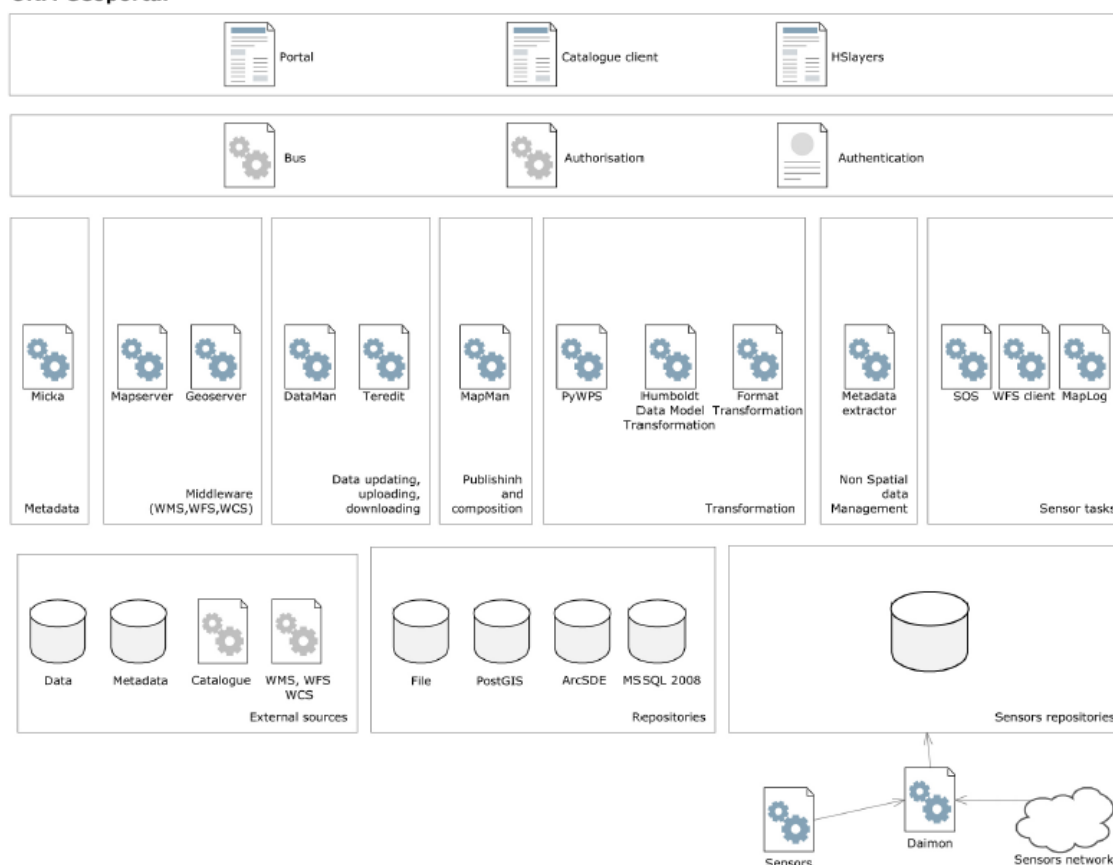 Portal
Catalogue client
HSlayers
Bus
Authorisation
Authentication
Micka
Metadata
Mapserver
Geoserver
Middleware
(WMS,WFS,WCS)
DataMan
Teredit
Data updating,
uploading,
downloading
MapMan
Publishinh
and
composition
PyWPS
Humboldt
Data Model
Transformation
Format
Transformation
Transformation
Metadata
extractor
Non Spatial
data
Management
SOS
WFS client
MapLog
Sensor tasks
Data
Metadata
Catalogue
WMS, WFS
WCS
External sources
File
PostGIS
ArcSDE
MS SQL 2008
Repositories
Sensors repositories
Sensors
Daimon
Sensors network